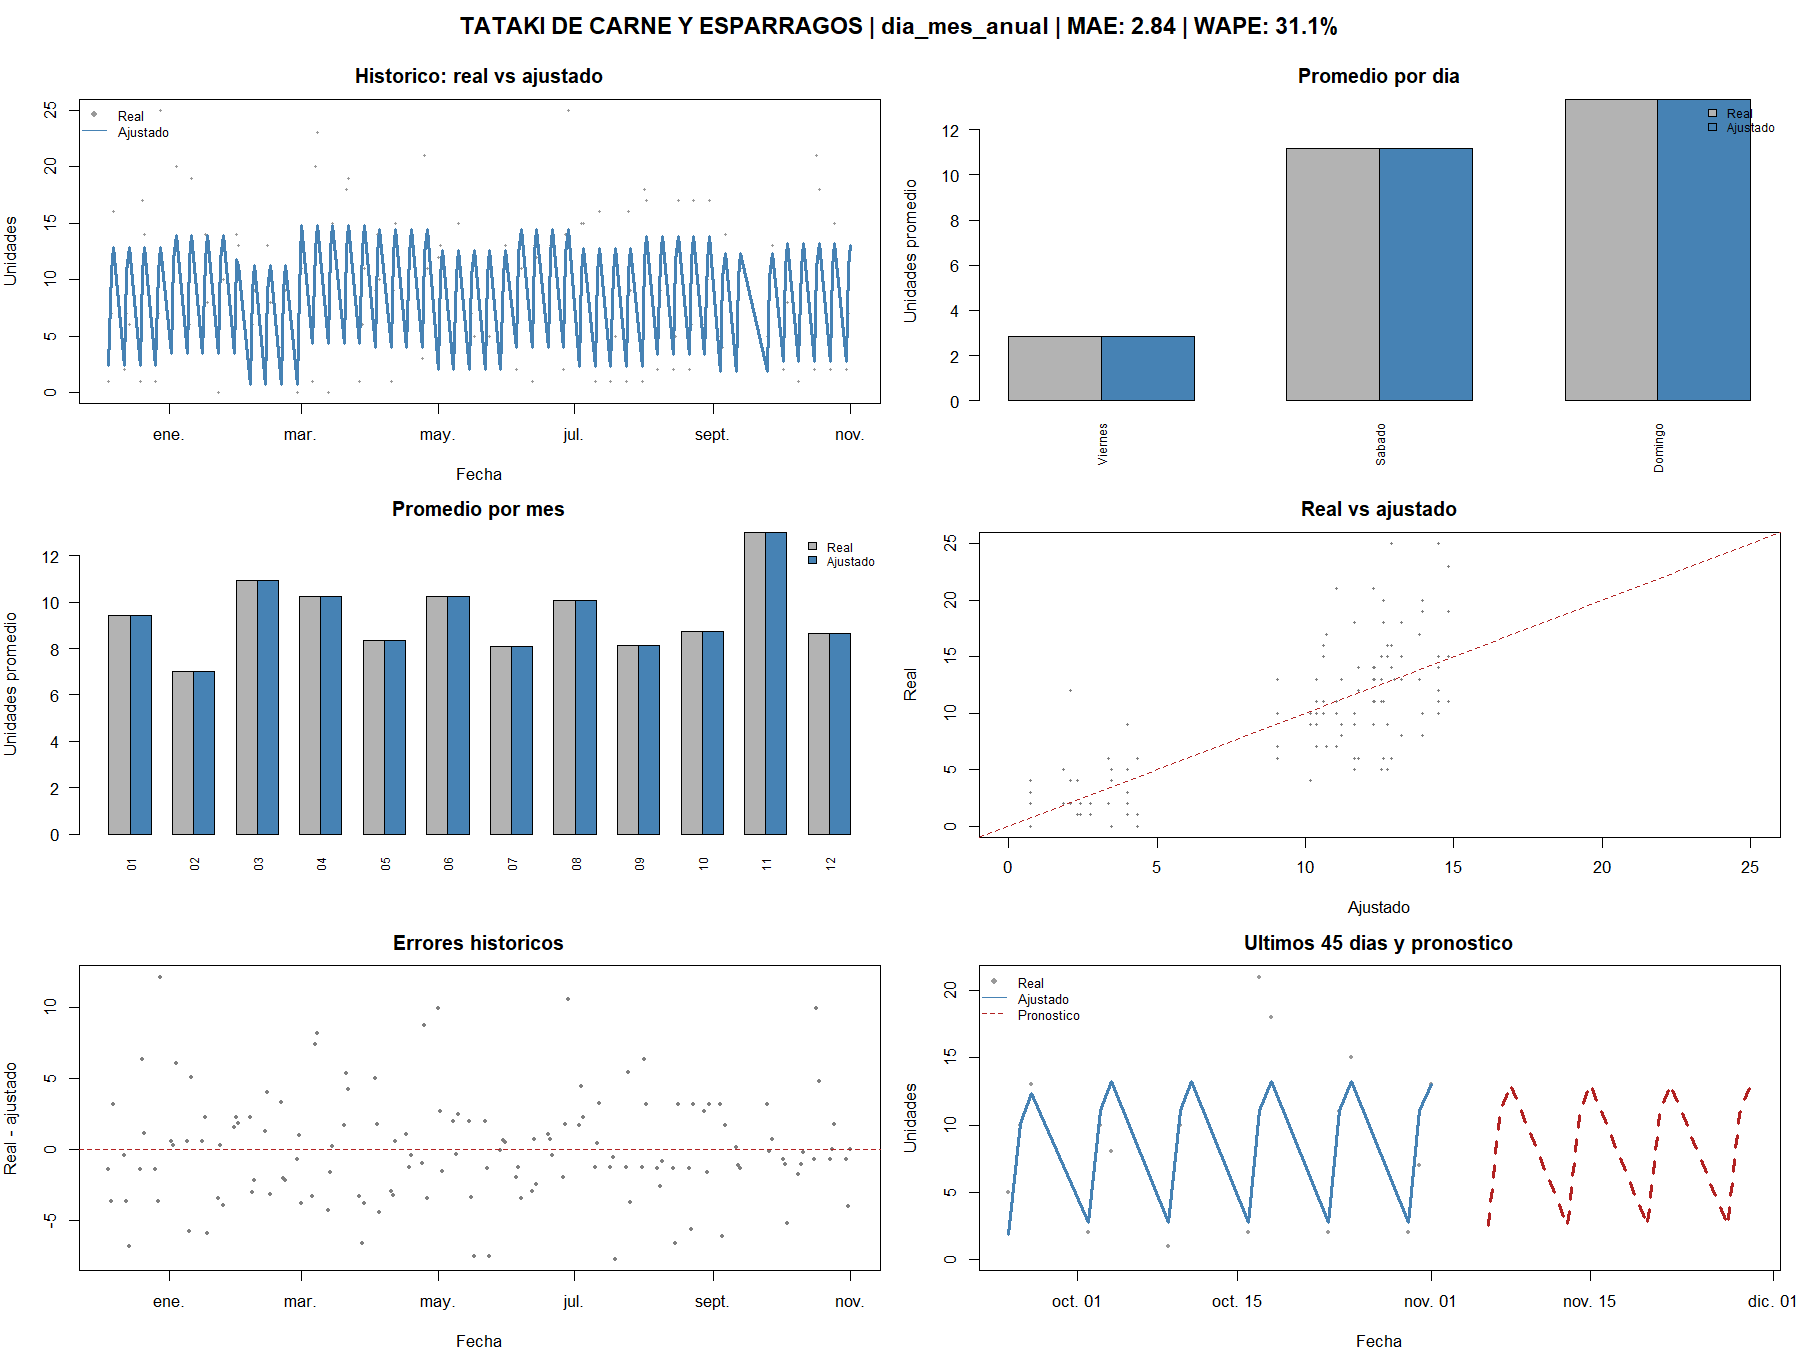 TATAKI DE CARNE Y ESPARRAGOS | dia_mes_anual | MAE: 2.84 | WAPE: 31.1%
Historico: real vs ajustado
Real
Ajustado
Unidades
0
5
10
15
20
25
ene.
mar.
may.
jul.
sept.
nov.
Fecha
Promedio por dia
Real
Ajustado
Unidades promedio
0
2
4
6
8
10
12
Viernes
Sabado
Domingo
Promedio por mes
Real
Ajustado
Unidades promedio
0
2
4
6
8
10
12
01
02
03
04
05
06
07
08
09
10
11
12
Real vs ajustado
Real
0
5
10
15
20
25
0
5
10
15
20
25
Ajustado
Errores historicos
Real - ajustado
-5
0
5
10
ene.
mar.
may.
jul.
sept.
nov.
Fecha
Ultimos 45 dias y pronostico
Real
Ajustado
Pronostico
Unidades
0
5
10
15
20
oct. 01
oct. 15
nov. 01
nov. 15
dic. 01
Fecha